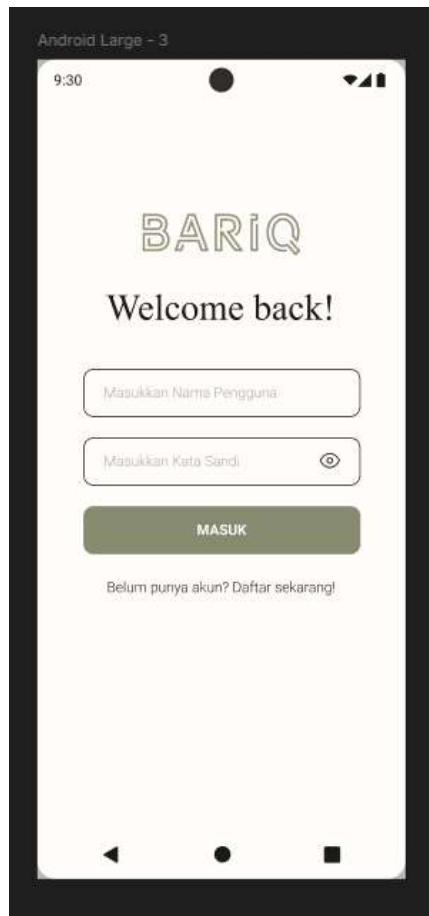 Android Large - 3
9:30
BARiQ
Welcome back!
Masukkan Nama Pengguna
Masukkan Kata Sandi
MASUK
Belum punya akun? Daftar sekarang!